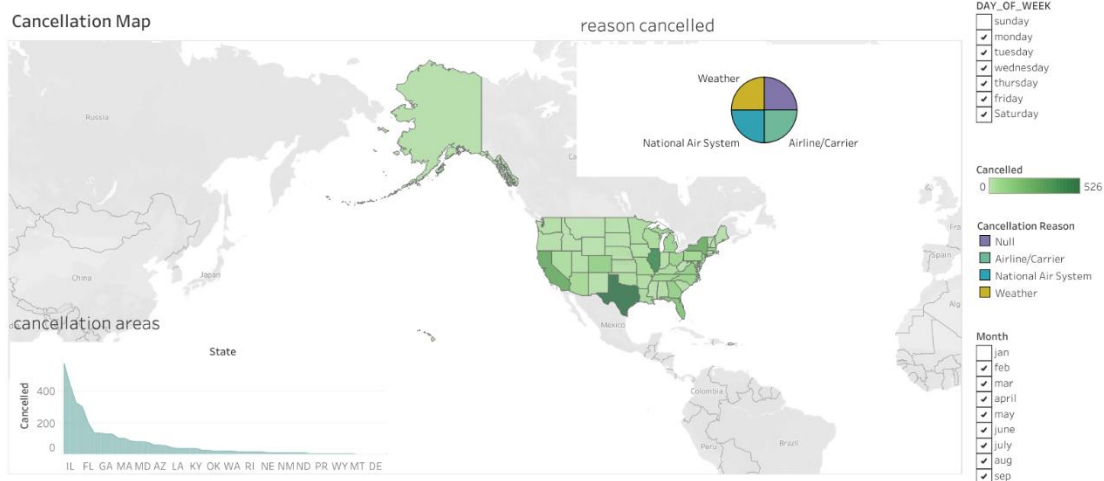 Cancellation Map
reason cancelled
Weather
National Air System
Airline/Carrier
Russia
China
Japan
Ca
Mexico
Colombia
Peru
Brazil
Fra
Spain
Alg
cancellation areas
State
Cancelled
400
200
0
IL FL GA MA MD AZ LA KY OK WA RI NE NM ND PR WY MT DE
DAY_OF_WEEK
sunday
monday
tuesday
wednesday
thursday
friday
Saturday
Cancelled
0 526
Cancellation Reason
Null
Airline/Carrier
National Air System
Weather
Month
jan
feb
mar
april
may
june
july
aug
sep